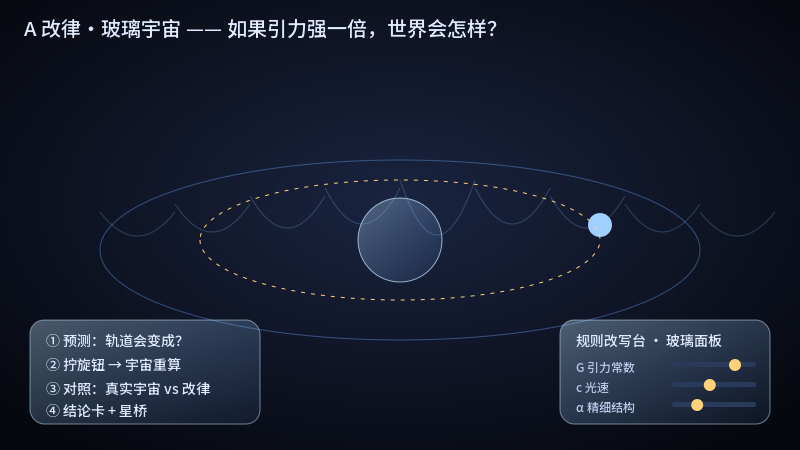 A 改律・玻璃宇宙 —— 如果引力强一倍，世界会怎样？
① 预测：轨道会变成？
② 拧旋钮 → 宇宙重算
③ 对照：真实宇宙 vs 改律
④ 结论卡 + 星桥
规则改写台 · 玻璃面板
G 引力常数
c 光速
α 精细结构